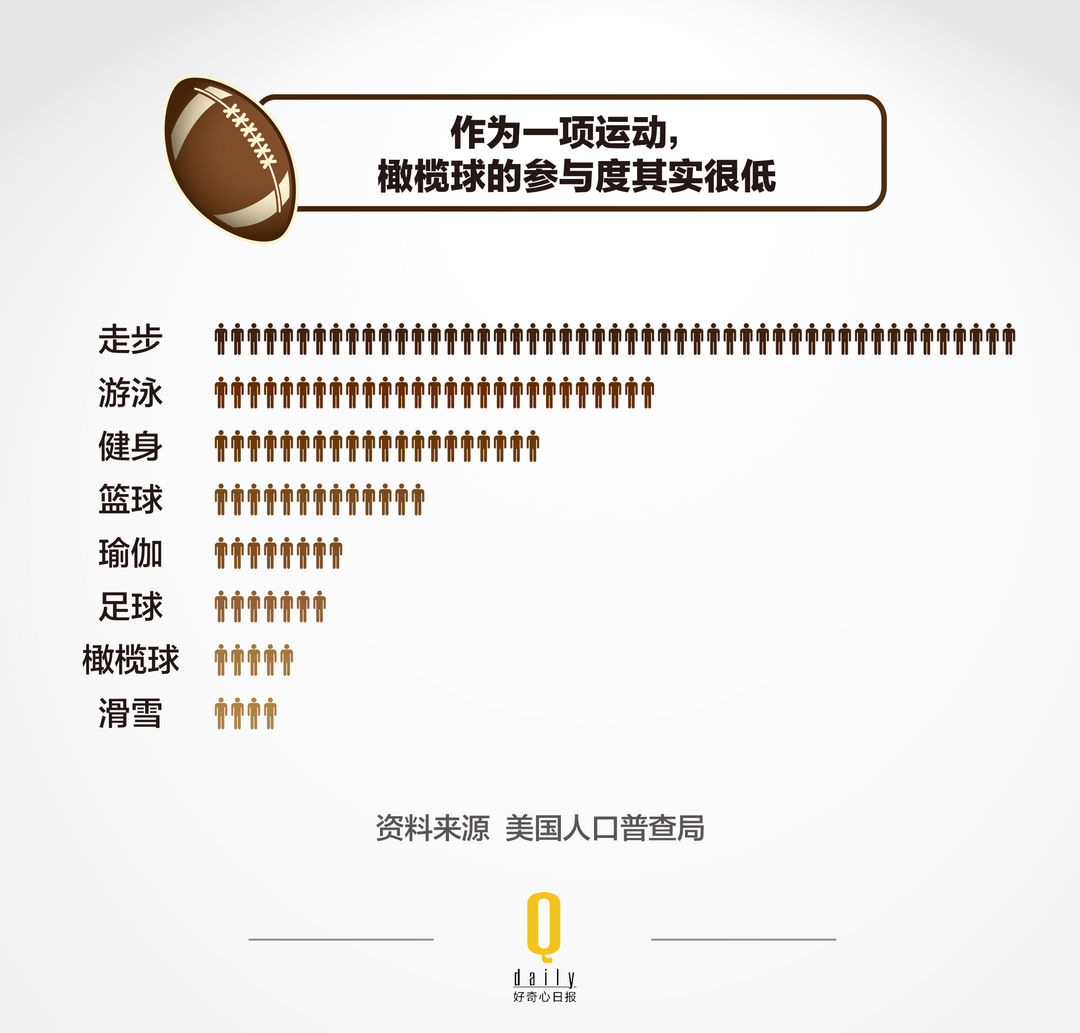 作为一项运动，
橄榄球的参与度其实很低
走步
游泳
健身
篮球
瑜伽
足球
橄榄球
滑雪
资料来源 美国人口普查局
Q
daily
好奇心日报